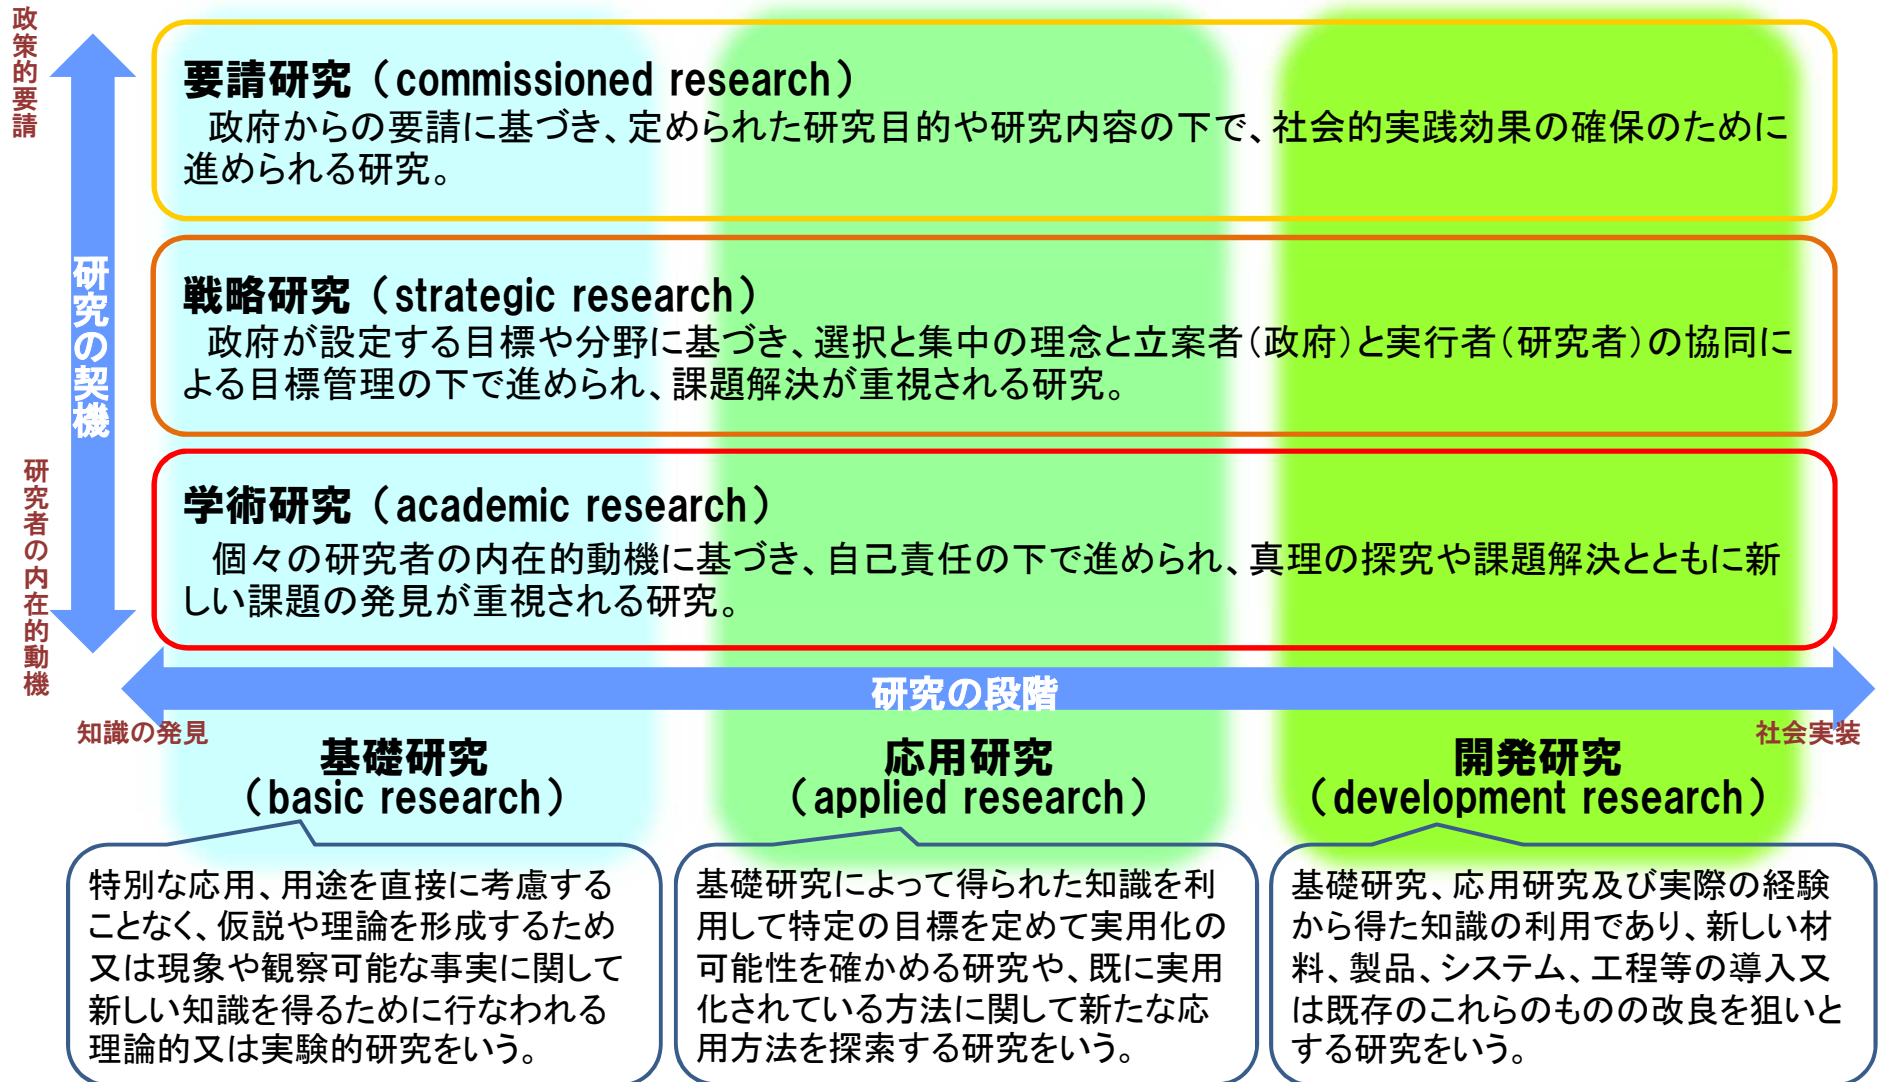 政策的要請
研究の契機
研究者の内在的動機
要請研究（commissioned research）
政府からの要請に基づき、定められた研究目的や研究内容の下で、社会的実践効果の確保のために
進められる研究。
戦略研究（strategic research）
政府が設定する目標や分野に基づき、選択と集中の理念と立案者（政府）と実行者（研究者）の協同に
よる目標管理の下で進められ、課題解決が重視される研究。
学術研究（academic research）
個々の研究者の内在的動機に基づき、自己責任の下で進められ、真理の探究や課題解決とともに新
しい課題の発見が重視される研究。
研究の段階
知識の発見
社会実装
基礎研究
（basic research）
応用研究
（applied research）
開発研究
（development research）
特別な応用、用途を直接に考慮する
ことなく、仮説や理論を形成するため
又は現象や観察可能な事実に関して
新しい知識を得るために行なわれる
理論的又は実験的研究をいう。
基礎研究によって得られた知識を利
用して特定の目標を定めて実用化の
可能性を確かめる研究や、既に実用
化されている方法に関して新たな応
用方法を探索する研究をいう。
基礎研究、応用研究及び実際の経験
から得た知識の利用であり、新しい材
料、製品、システム、工程等の導入又
は既存のこれらのものの改良を狙いと
する研究をいう。